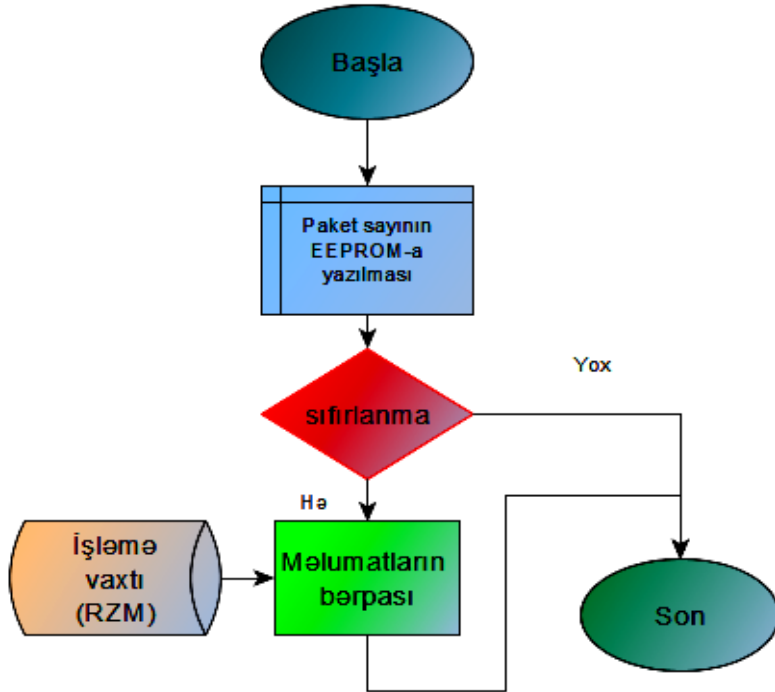 Başla
Paket sayının
EEPROM-a
yazılması
Yox
sıfırlanma
Hə
İşləmə
vaxtı
(RZM)
Məlumatların
bərpası
Son